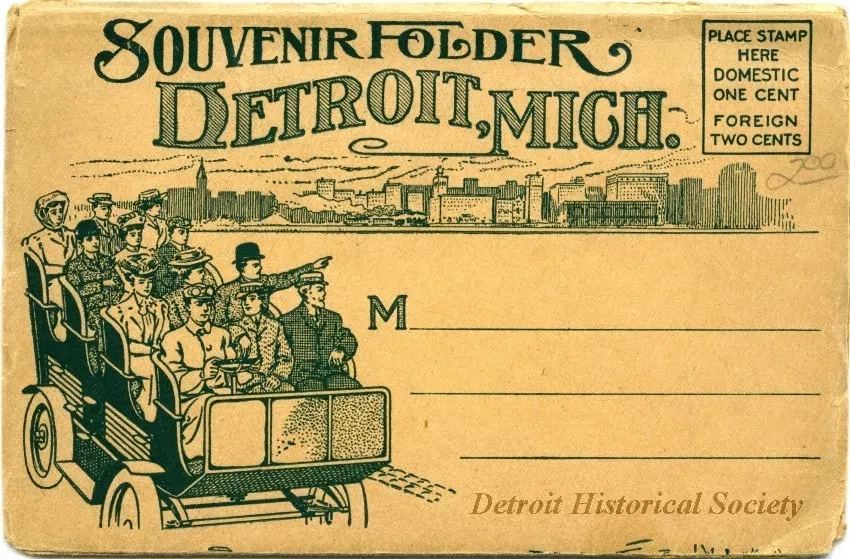 SOUVENIR FOLDER
DETROIT, MICH.
PLACE STAMP
HERE
DOMESTIC
ONE CENT
FOREIGN
TWO CENTS
200
M
Detroit Historical Society